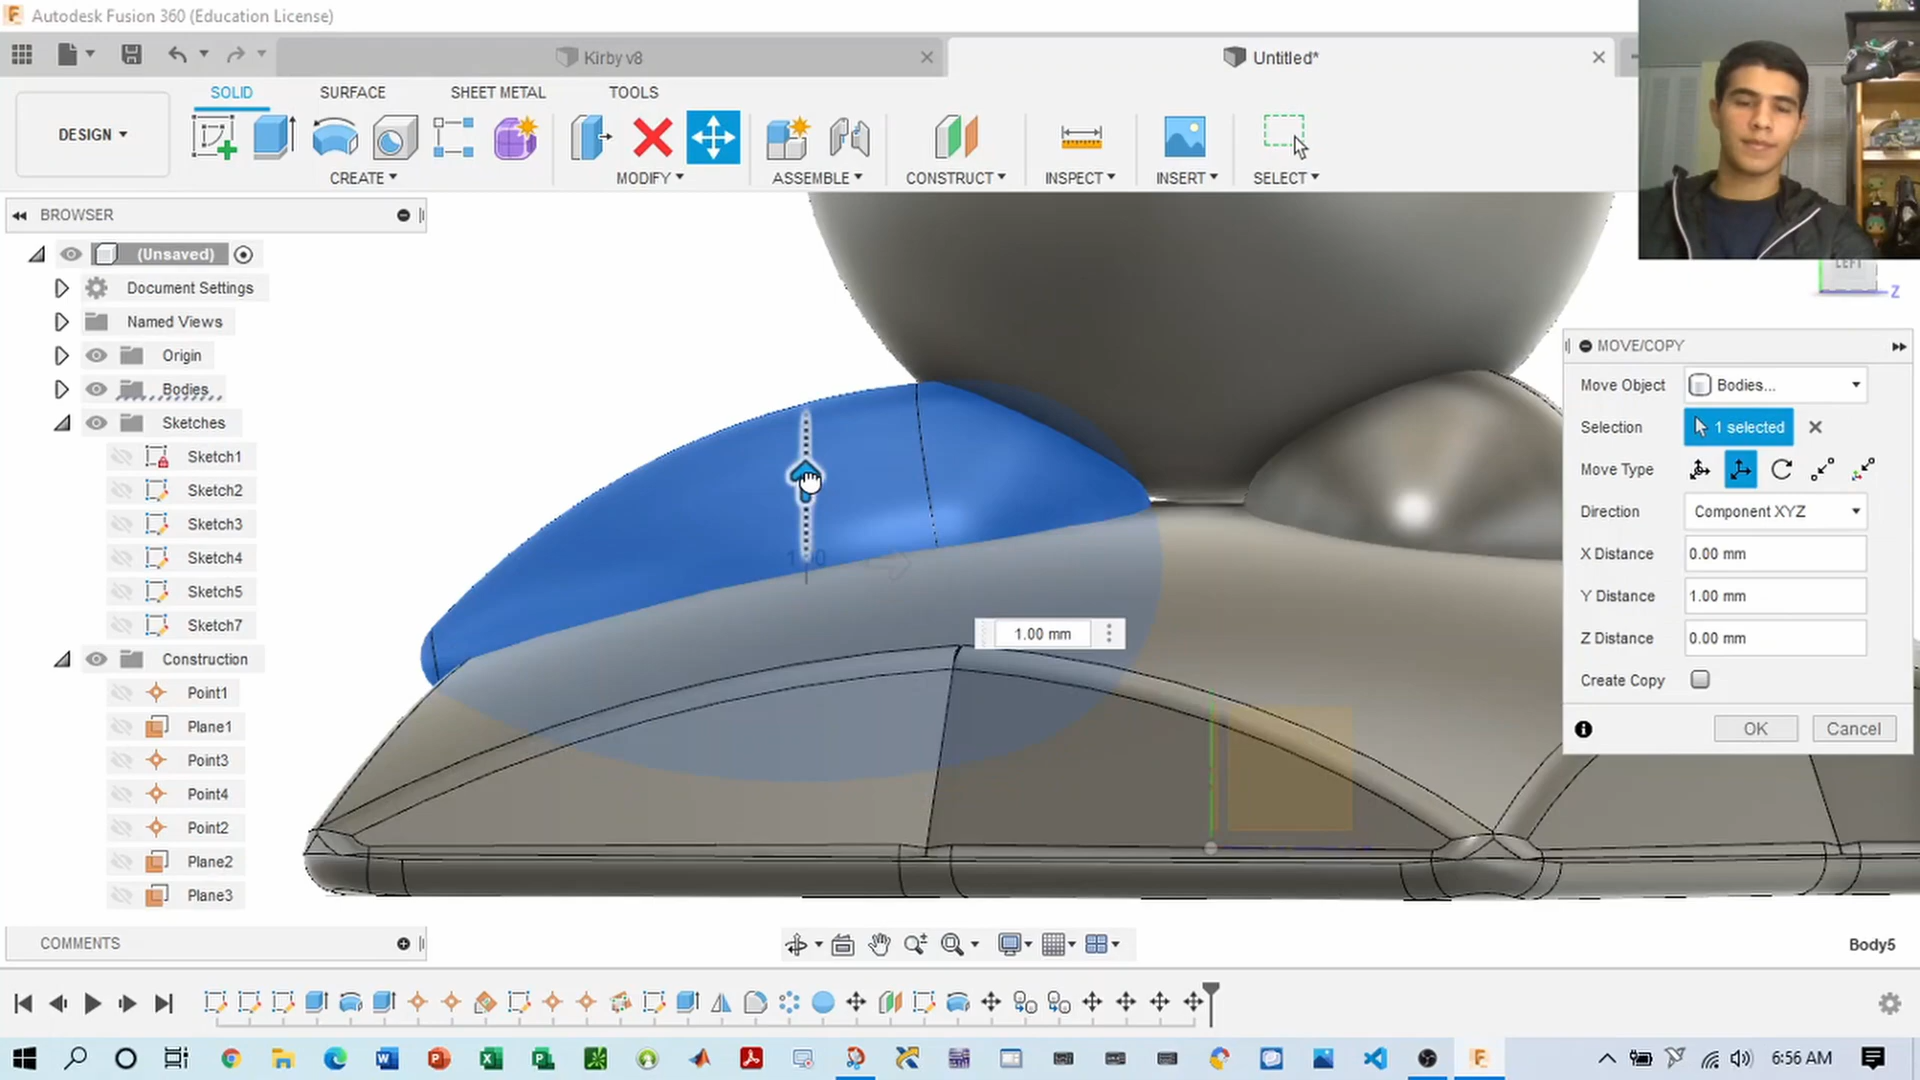 Autodesk Fusion 360 (Education License)
Kirby v8
Untitled*
SOLID
SURFACE
SHEET METAL
TOOLS
DESIGN
CREATE
MODIFY
ASSEMBLE
CONSTRUCT
INSPECT
INSERT
SELECT
BROWSER
(Unsaved)
Document Settings
Named Views
Origin
Bodies
Sketches
Sketch1
Sketch2
Sketch3
Sketch4
Sketch5
Sketch7
Construction
Point1
Plane1
Point3
Point4
Point2
Plane2
Plane3
LEFT
Z
1.00
1.00 mm
MOVE/COPY
Move Object Bodies...
Selection 1 selected
Move Type
Direction Component XYZ
X Distance 0.00 mm
Y Distance 1.00 mm
Z Distance 0.00 mm
Create Copy
OK Cancel
COMMENTS
Body5
6:56 AM